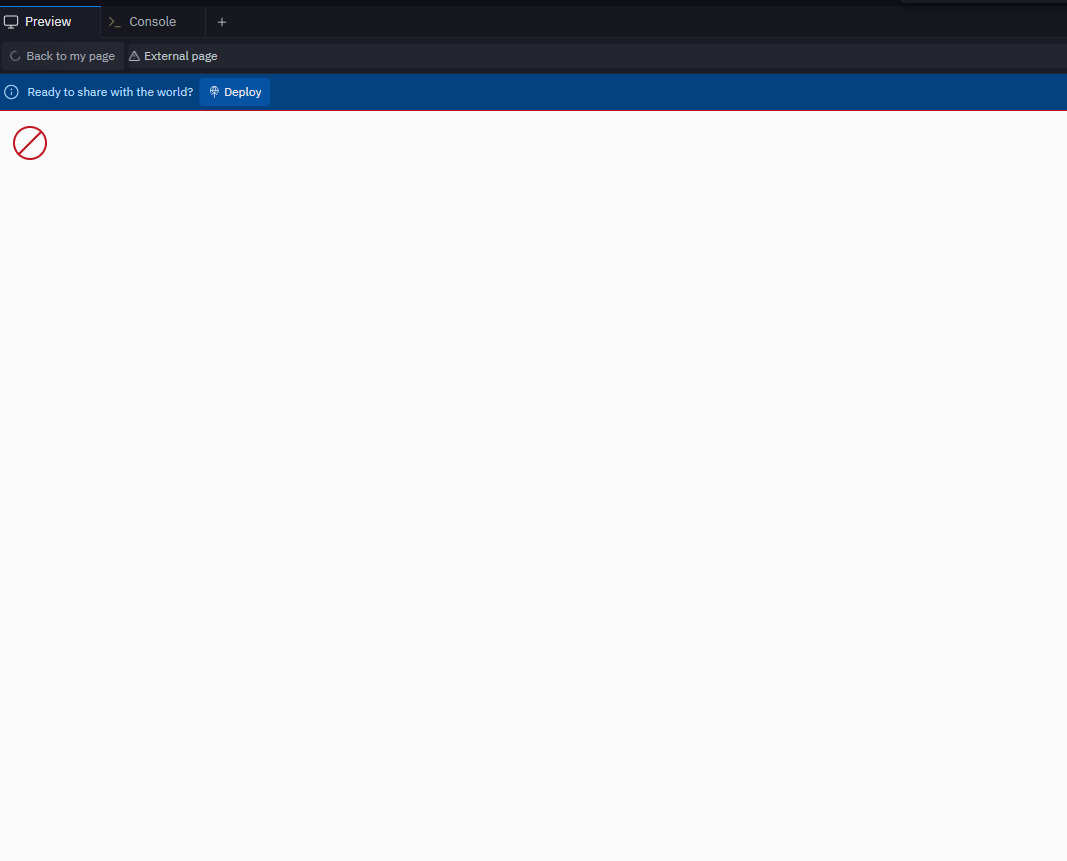 Preview
Console
Back to my page
External page
Ready to share with the world?
Deploy